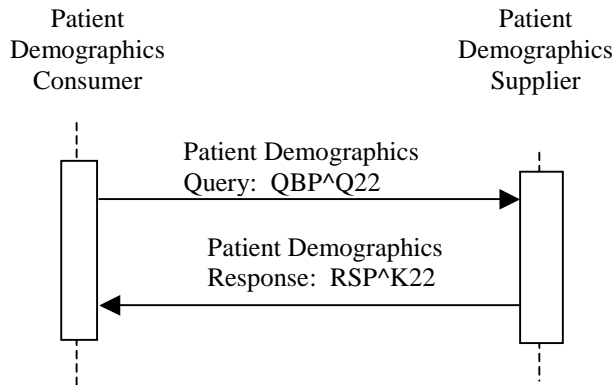 Patient
Demographics
Consumer
Patient
Demographics
Supplier
Patient Demographics
Query:  QBP^Q22
Patient Demographics
Response:  RSP^K22